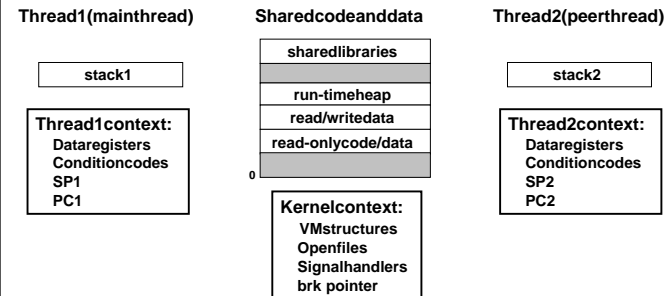 Thread1(mainthread)
stack1
Thread1context:
Dataregisters
Conditioncodes
SP1
PC1
Sharedcodeanddata
sharedlibraries
run-timeheap
read/writedata
read-onlycode/data
0
Kernelcontext:
VMstructures
Openfiles
Signalhandlers
brk pointer
Thread2(peerthread)
stack2
Thread2context:
Dataregisters
Conditioncodes
SP2
PC2